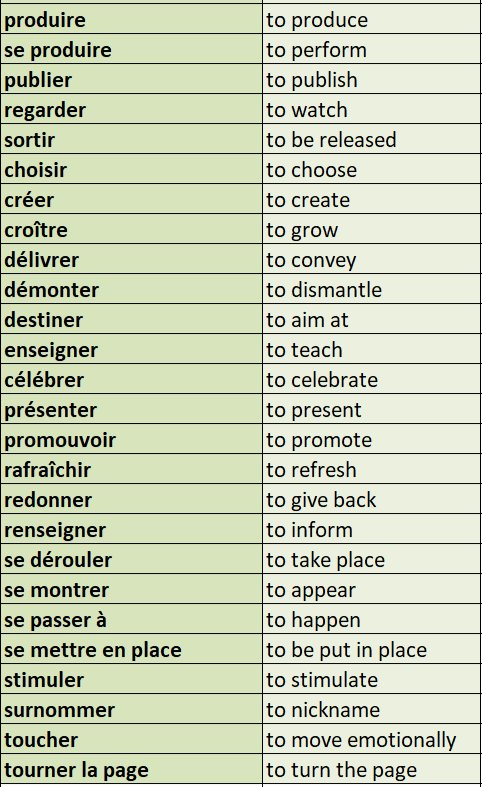 produire to produce
se produire to perform
publier to publish
regarder to watch
sortir to be released
choisir to choose
créer to create
croître to grow
délivrer to convey
démonter to dismantle
destiner to aim at
enseigner to teach
célébrer to celebrate
présenter to present
promouvoir to promote
rafraîchir to refresh
redonner to give back
renseigner to inform
se dérouler to take place
se montrer to appear
se passer à to happen
se mettre en place to be put in place
stimuler to stimulate
surnommer to nickname
toucher to move emotionally
tourner la page to turn the page